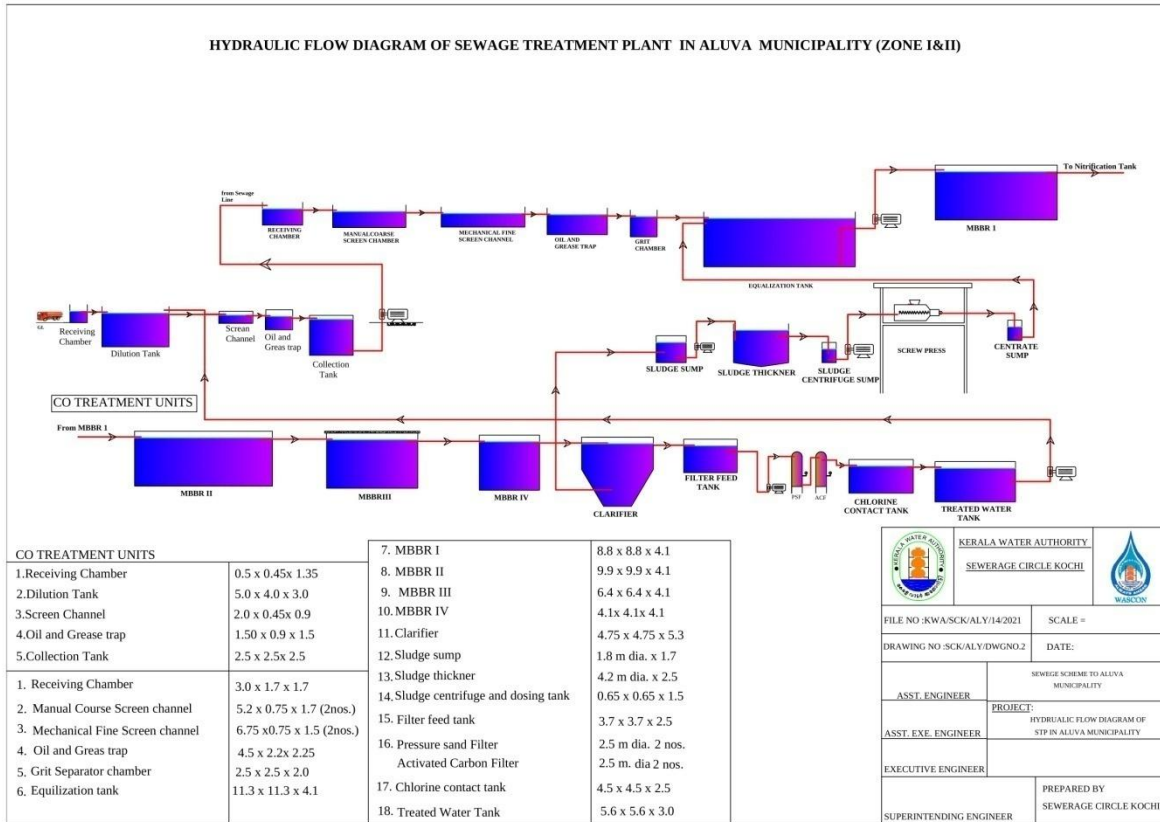 HYDRAULIC FLOW DIAGRAM OF SEWAGE TREATMENT PLANT IN ALUVA MUNICIPALITY (ZONE I&II)
To Nitrification Tank
from Sewage
Line
RECEIVING
CHAMBER
MANUALCOARSE
SCREEN CHAMBER
MECHANICAL FINE
SCREEN CHANNEL
OIL AND
GREASE TRAP
GRIT
CHAMBER
EQUALIZATION TANK
MBBR 1
Receiving
Chamber
Dilution Tank
Screan
Channel
Oil and
Greas trap
Collection
Tank
SLUDGE SUMP
SLUDGE THICKNER
SLUDGE
CENTRIFUGE SUMP
SCREW PRESS
CENTRATE
SUMP
CO TREATMENT UNITS
From MBBR 1
MBBR II
MBBRIII
MBBR IV
CLARIFIER
FILTER FEED
TANK
PSF
ACF
CHLORINE
CONTACT TANK
TREATED WATER
TANK
CO TREATMENT UNITS
1.Receiving Chamber 0.5 x 0.45x 1.35
2.Dilution Tank 5.0 x 4.0 x 3.0
3.Screen Channel 2.0 x 0.45x 0.9
4.Oil and Grease trap 1.50 x 0.9 x 1.5
5.Collection Tank 2.5 x 2.5x 2.5
1. Receiving Chamber 3.0 x 1.7 x 1.7
2. Manual Course Screen channel 5.2 x 0.75 x 1.7 (2nos.)
3. Mechanical Fine Screen channel 6.75 x0.75 x 1.5 (2nos.)
4. Oil and Greas trap 4.5 x 2.2x 2.25
5. Grit Separator chamber 2.5 x 2.5 x 2.0
6. Equilization tank 11.3 x 11.3 x 4.1
7. MBBR I 8.8 x 8.8 x 4.1
8. MBBR II 9.9 x 9.9 x 4.1
9. MBBR III 6.4 x 6.4 x 4.1
10. MBBR IV 4.1x 4.1x 4.1
11. Clarifier 4.75 x 4.75 x 5.3
12. Sludge sump 1.8 m dia. x 1.7
13. Sludge thickner 4.2 m dia. x 2.5
14. Sludge centrifuge and dosing tank 0.65 x 0.65 x 1.5
15. Filter feed tank 3.7 x 3.7 x 2.5
16. Pressure sand Filter 2.5 m dia. 2 nos.
Activated Carbon Filter 2.5 m. dia 2 nos.
17. Chlorine contact tank 4.5 x 4.5 x 2.5
18. Treated Water Tank 5.6 x 5.6 x 3.0
KERALA WATER AUTHORITY
KERALA WATER AUTHORITY
SEWERAGE CIRCLE KOCHI
WASCON
FILE NO :KWA/SCK/ALY/14/2021 SCALE =
DRAWING NO :SCK/ALY/DWGNO.2 DATE:
ASST. ENGINEER
SEWEGE SCHEME TO ALUVA
MUNICIPALITY
ASST. EXE. ENGINEER
PROJECT:
HYDRUALIC FLOW DIAGRAM OF
STP IN ALUVA MUNICIPALITY
EXECUTIVE ENGINEER
SUPERINTENDING ENGINEER
PREPARED BY
SEWERAGE CIRCLE KOCHI